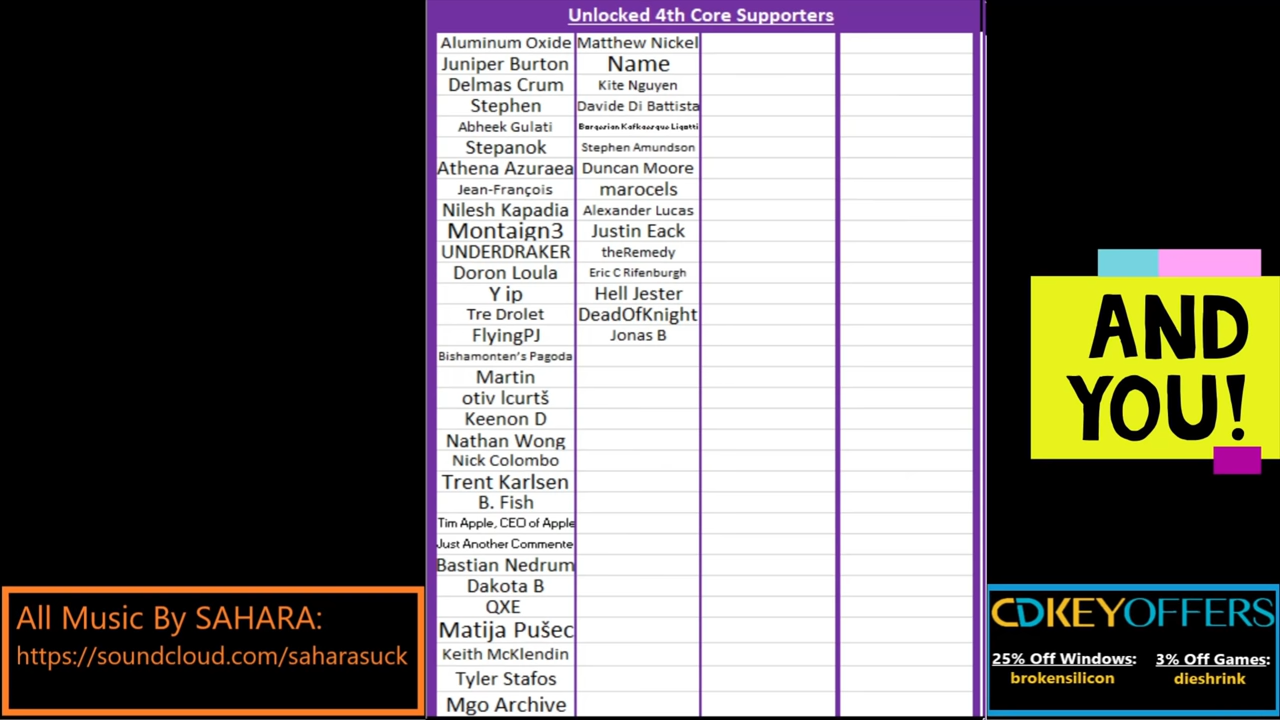 Unlocked 4th Core Supporters
Aluminum Oxide
Juniper Burton
Delmas Crum
Stephen
Abheek Gulati
Stepanok
Athena Azuraea
Jean-François
Nilesh Kapadia
Montaign3
UNDERDRAKER
Doron Loula
Y ip
Tre Drolet
FlyingPJ
Bishamonten's Pagoda
Martin
otiv lcurtš
Keenon D
Nathan Wong
Nick Colombo
Trent Karlsen
B. Fish
Tim Apple, CEO of Apple
Just Another Commente
Bastian Nedrum
Dakota B
QXE
Matija Pušec
Keith McKlendin
Tyler Stafos
Mgo Archive
Matthew Nickel
Name
Kite Nguyen
Davide Di Battista
Stephen Amundson
Duncan Moore
marocels
Alexander Lucas
Justin Eack
theRemedy
Eric C Rifenburgh
Hell Jester
DeadOfKnight
Jonas B
AND
YOU!
All Music By SAHARA:
https://soundcloud.com/saharasuck
CDKEYOFFERS
25% Off Windows:
brokensilicon
3% Off Games:
dieshrink